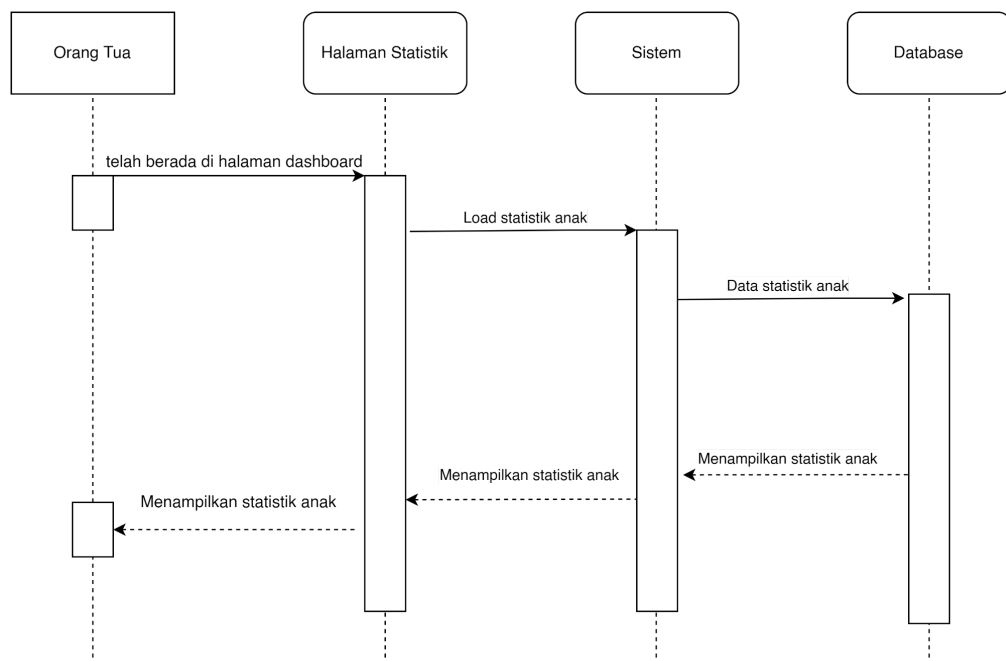 Orang Tua
Halaman Statistik
Sistem
Database
telah berada di halaman dashboard
Load statistik anak
Data statistik anak
Menampilkan statistik anak
Menampilkan statistik anak
Menampilkan statistik anak